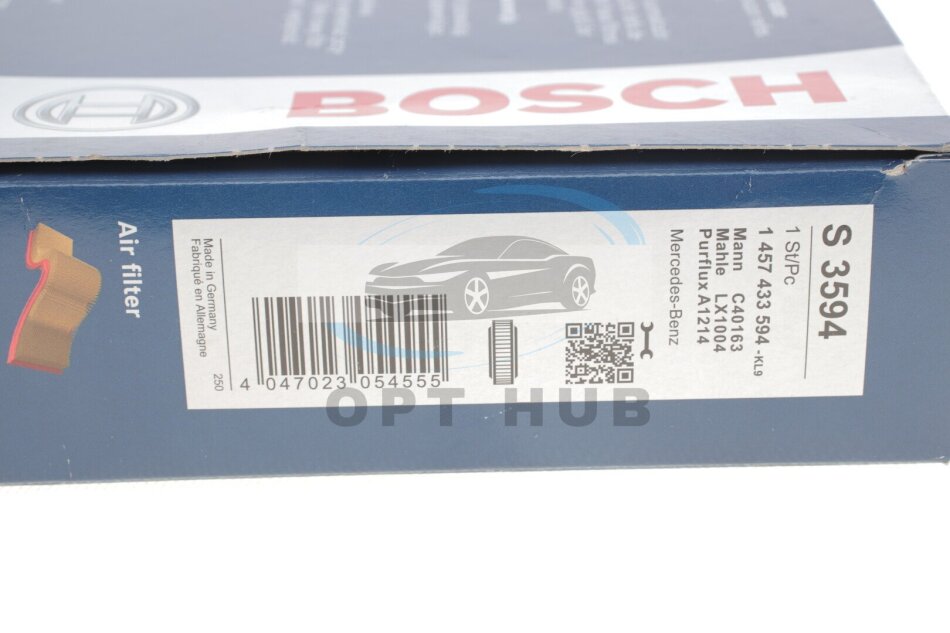 BOSCH
Air filter
S 3594
1 St/Pc
1 457 433 594 -KL9
Mann C40163
Mahle LX1004
Purflux A1214
Mercedes-Benz
Made in Germany
Fabriqué en Allemagne
250
4 047023 054555
OPT HUB